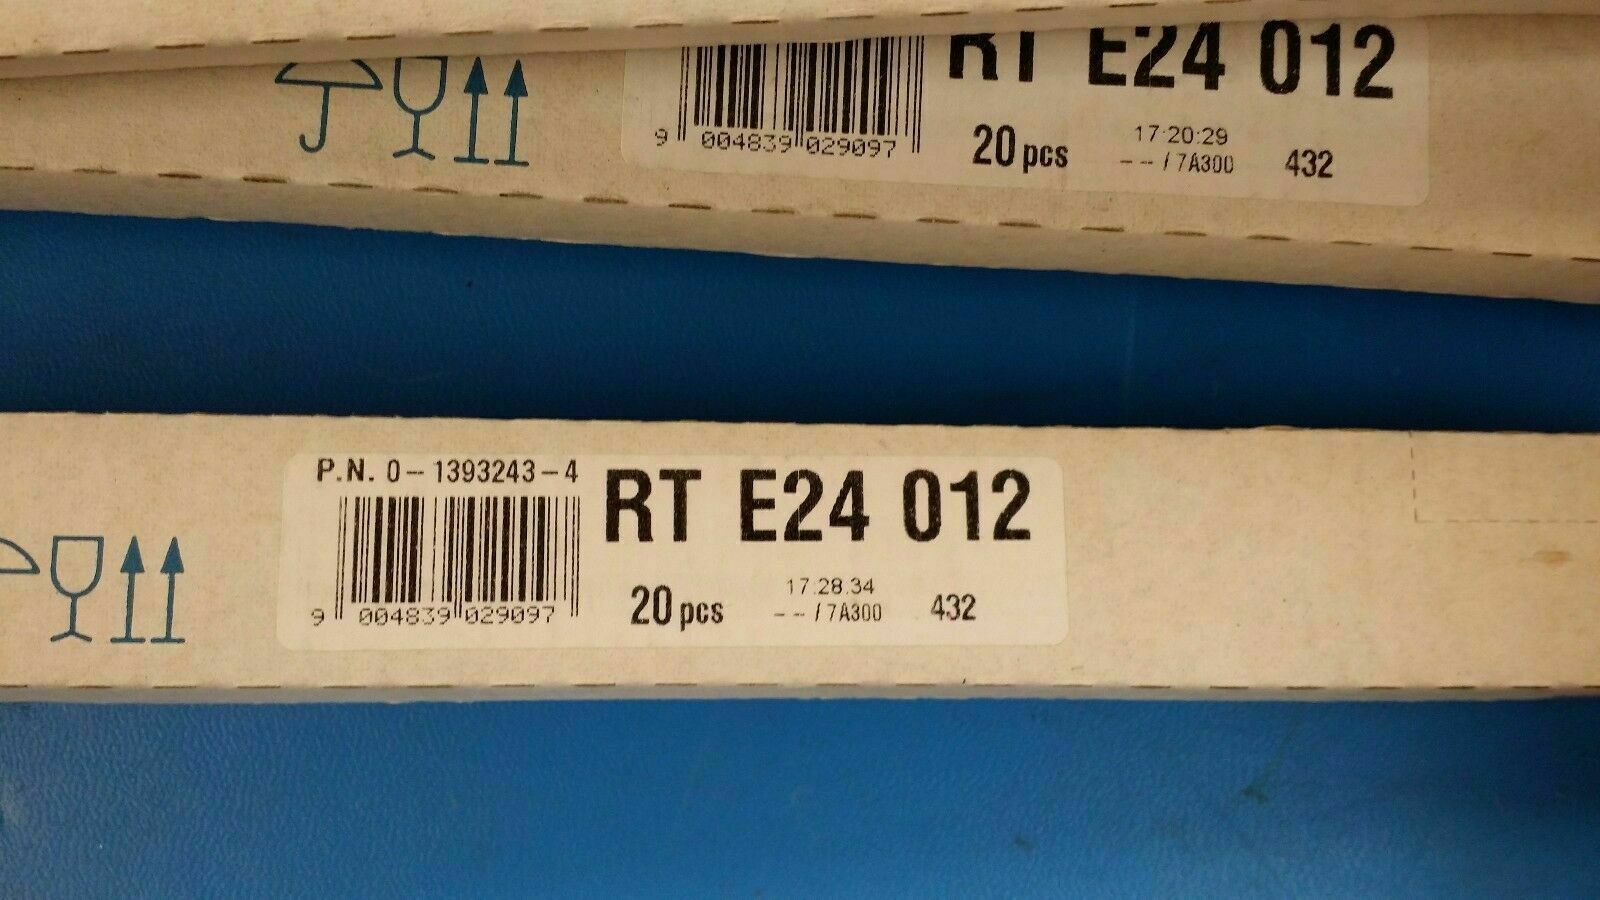 RT E24 012
9 004839 029097
20 pcs
17:20:29
-- / 7A300
432
P.N. 0-1393243-4
RT E24 012
9 004839 029097
20 pcs
17:28.34
-- / 7A300
432